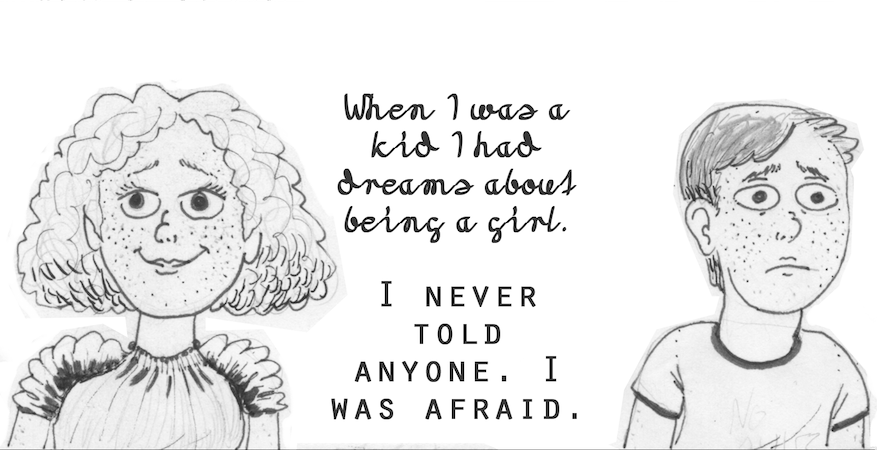 When I was a
kid I had
dreams about
being a girl.
I NEVER
TOLD
ANYONE. I
WAS AFRAID.